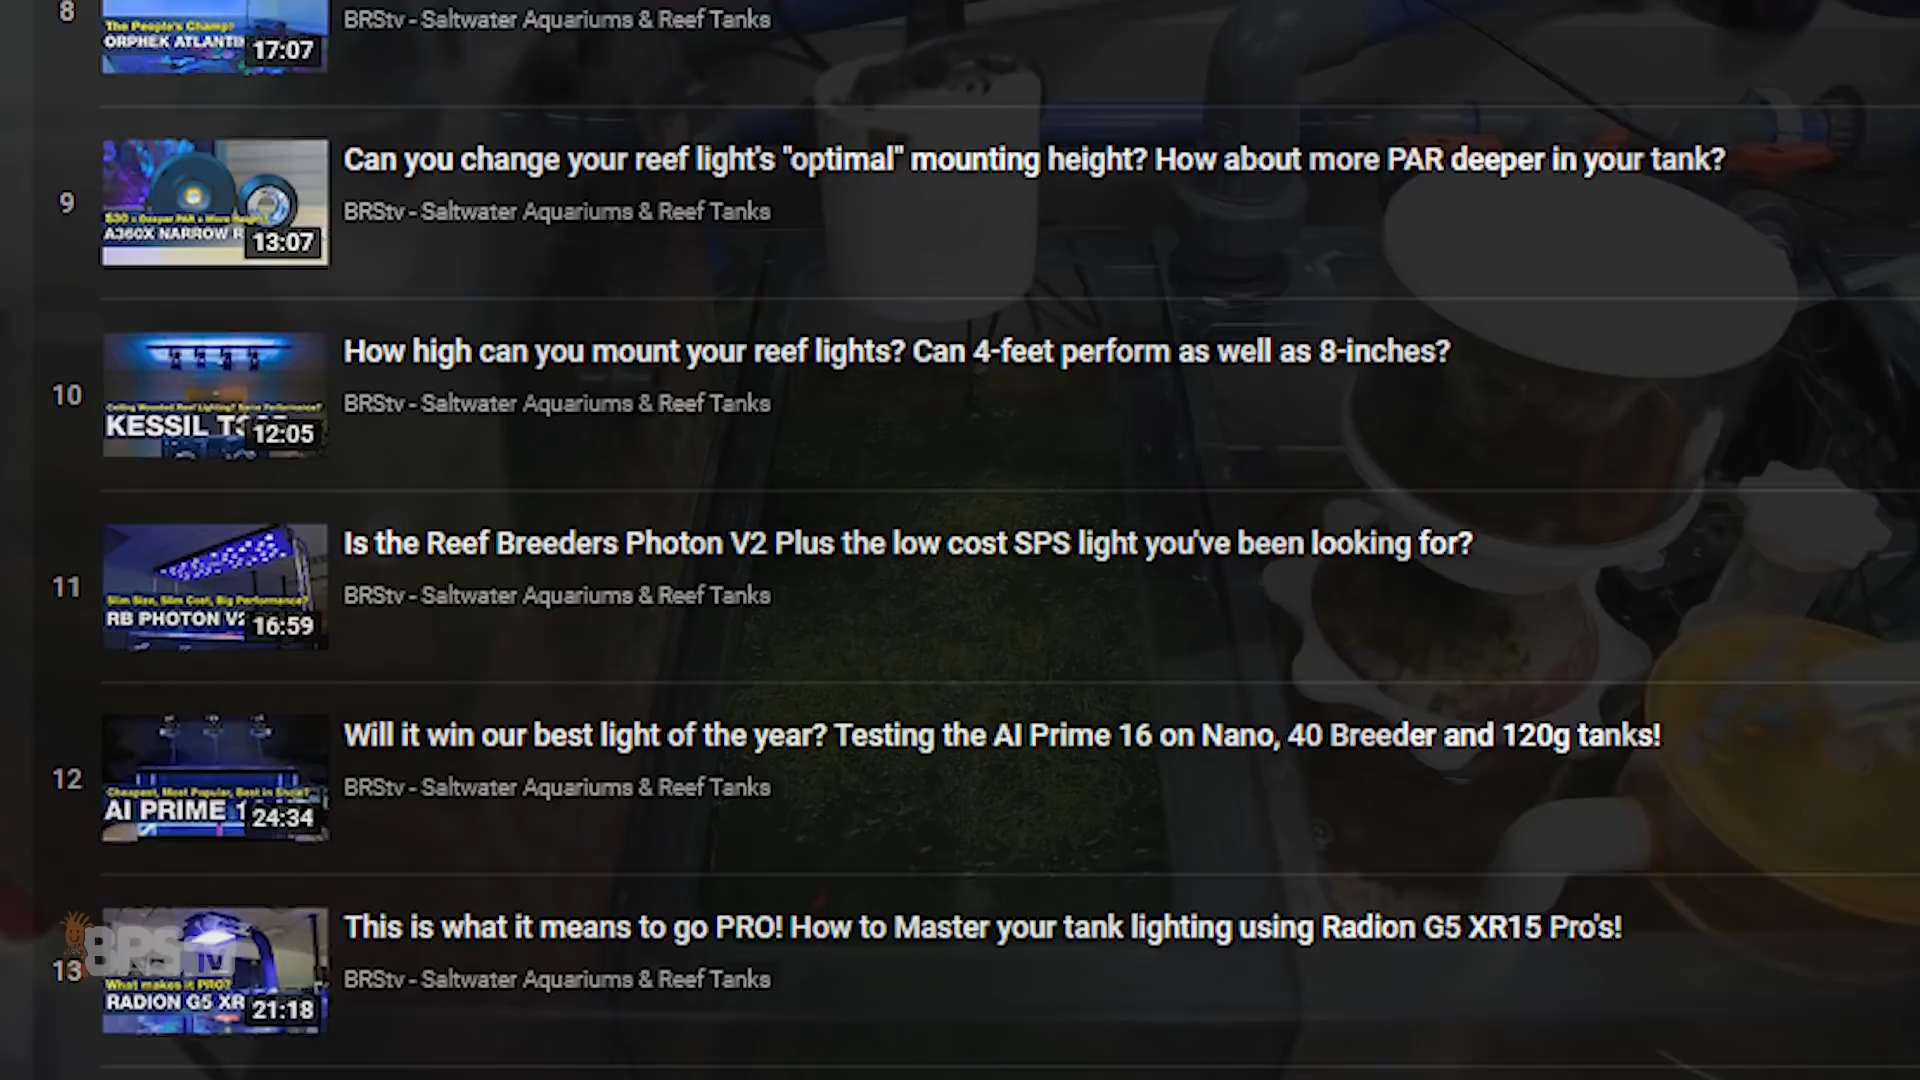 8
The People's Champ?
ORPHEK ATLANTI
17:07
BRStv - Saltwater Aquariums & Reef Tanks
9
A360X NARROW R
13:07
Can you change your reef light's "optimal" mounting height? How about more PAR deeper in your tank?
BRStv - Saltwater Aquariums & Reef Tanks
10
Ceiling Mounted Reef Lighting? Same Performance?
KESSIL
12:05
How high can you mount your reef lights? Can 4-feet perform as well as 8-inches?
BRStv - Saltwater Aquariums & Reef Tanks
11
Slim Size, Slim Cost, Big Performance?
RB PHOTON V2
16:59
Is the Reef Breeders Photon V2 Plus the low cost SPS light you've been looking for?
BRStv - Saltwater Aquariums & Reef Tanks
12
Cheapest, Most Popular, Best in Show?
AI PRIME 1
24:34
Will it win our best light of the year? Testing the AI Prime 16 on Nano, 40 Breeder and 120g tanks!
BRStv - Saltwater Aquariums & Reef Tanks
13
BRS TV
What makes it PRO?
RADION G5 XR
21:18
This is what it means to go PRO! How to Master your tank lighting using Radion G5 XR15 Pro's!
BRStv - Saltwater Aquariums & Reef Tanks